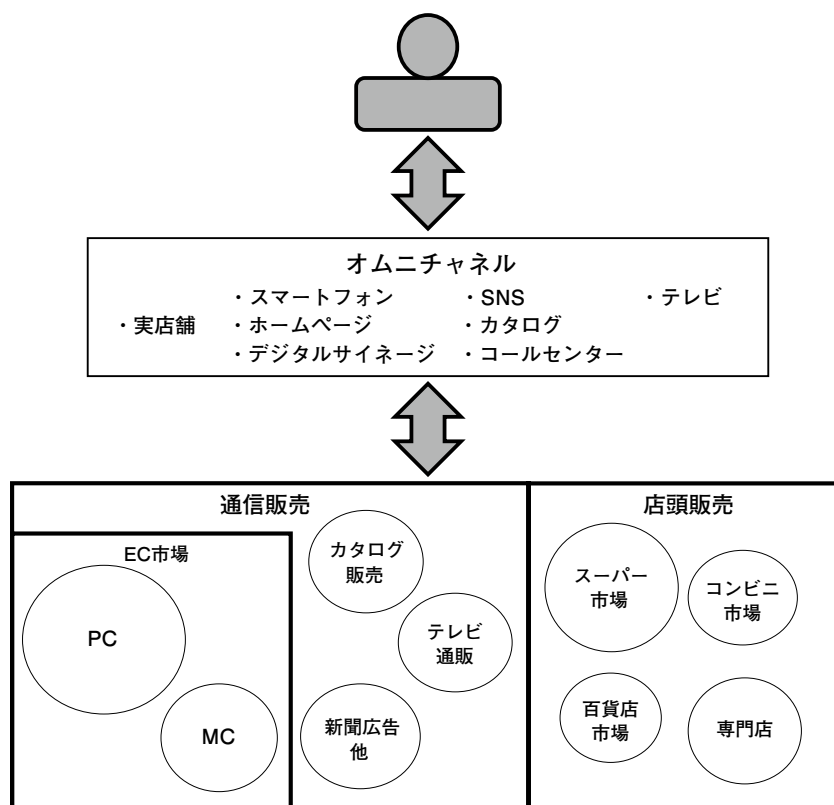 オムニチャネル
・スマートフォン ・SNS ・テレビ
・実店舗 ・ホームページ ・カタログ
・デジタルサイネージ ・コールセンター
通信販売
EC市場
PC
MC
カタログ
販売
テレビ
通販
新聞広告
他
店頭販売
スーパー
市場
コンビニ
市場
百貨店
市場
専門店